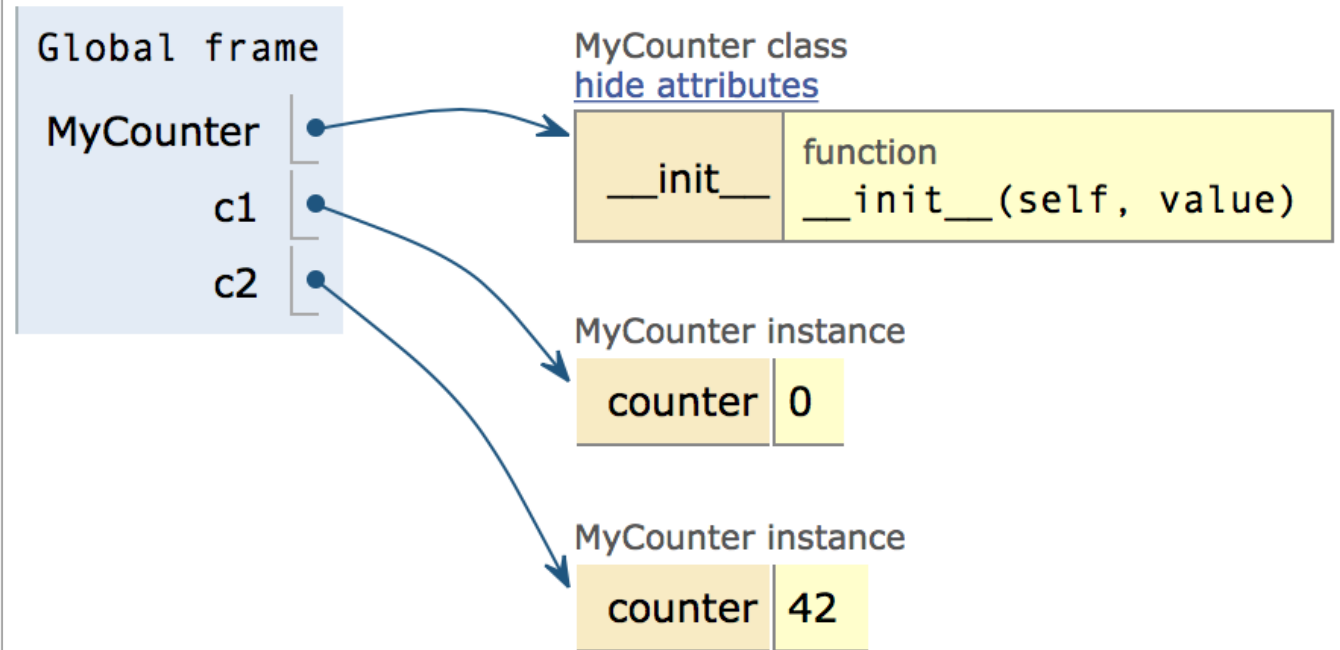 Global frame
MyCounter
c1
c2
MyCounter class
hide attributes
__init__
function
__init__(self, value)
MyCounter instance
counter 0
MyCounter instance
counter 42